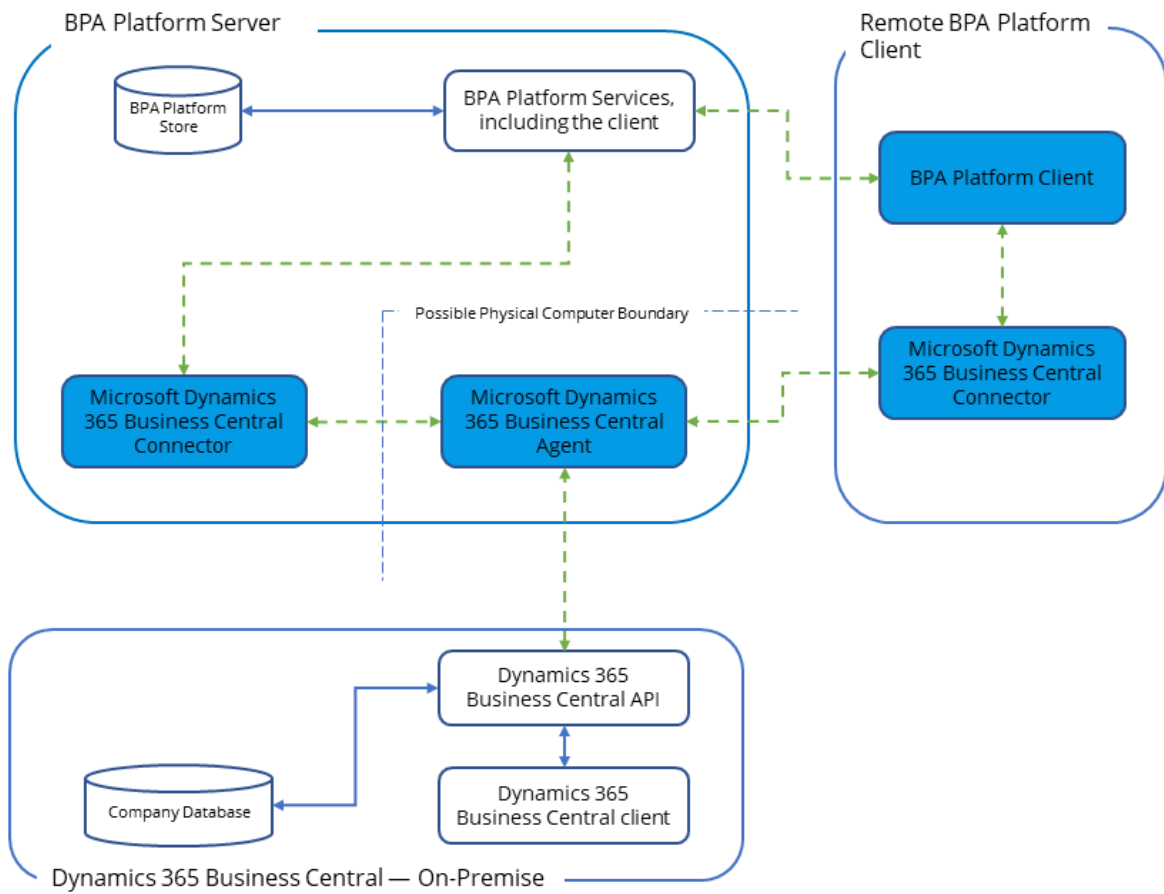 BPA Platform Server
Remote BPA Platform
Client
BPA Platform
Store
BPA Platform Services,
including the client
BPA Platform Client
Possible Physical Computer Boundary
Microsoft Dynamics
365 Business Central
Connector
Microsoft Dynamics
365 Business Central
Agent
Microsoft Dynamics
365 Business Central
Connector
Dynamics 365
Business Central API
Company Database
Dynamics 365
Business Central client
Dynamics 365 Business Central — On-Premise